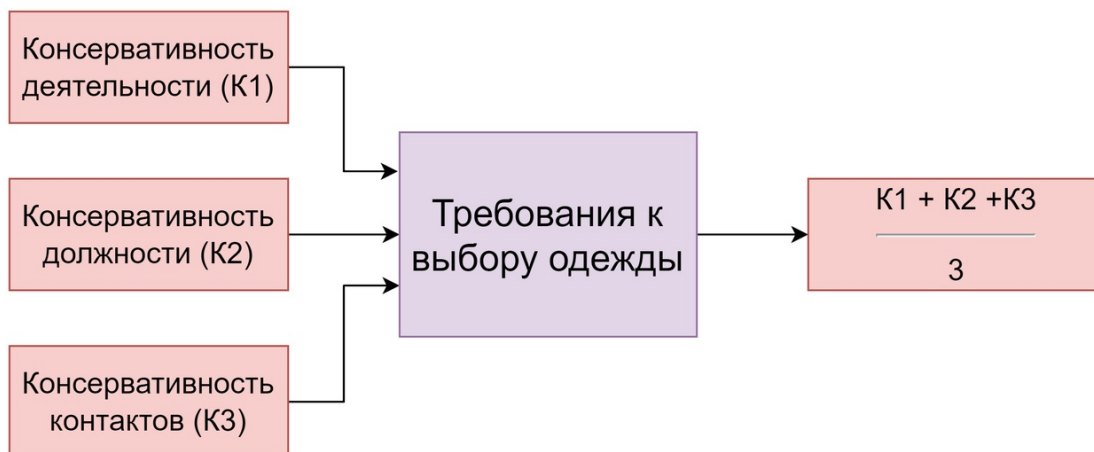 Консервативность
деятельности (К1)
Консервативность
должности (К2)
Консервативность
контактов (К3)
Требования к
выбору одежды
К1 + К2 +К3
3